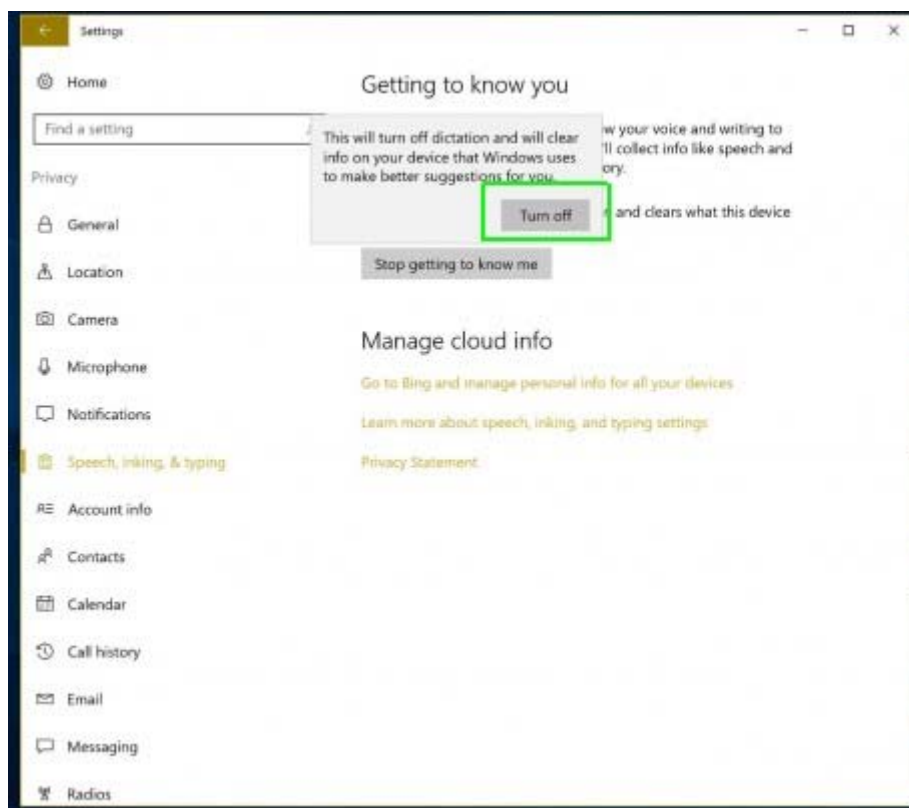 Settings
Home
Find a setting
Privacy
General
Location
Camera
Microphone
Notifications
Speech, inking, & typing
Account info
Contacts
Calendar
Call history
Email
Messaging
Radios
Getting to know you
This will turn off dictation and will clear
info on your device that Windows uses
to make better suggestions for you.
Turn off
your voice and writing to
'll collect info like speech and
ory.
and clears what this device
Stop getting to know me
Manage cloud info
Go to Bing and manage personal info for all your devices
Learn more about speech, inking, and typing settings
Privacy Statement